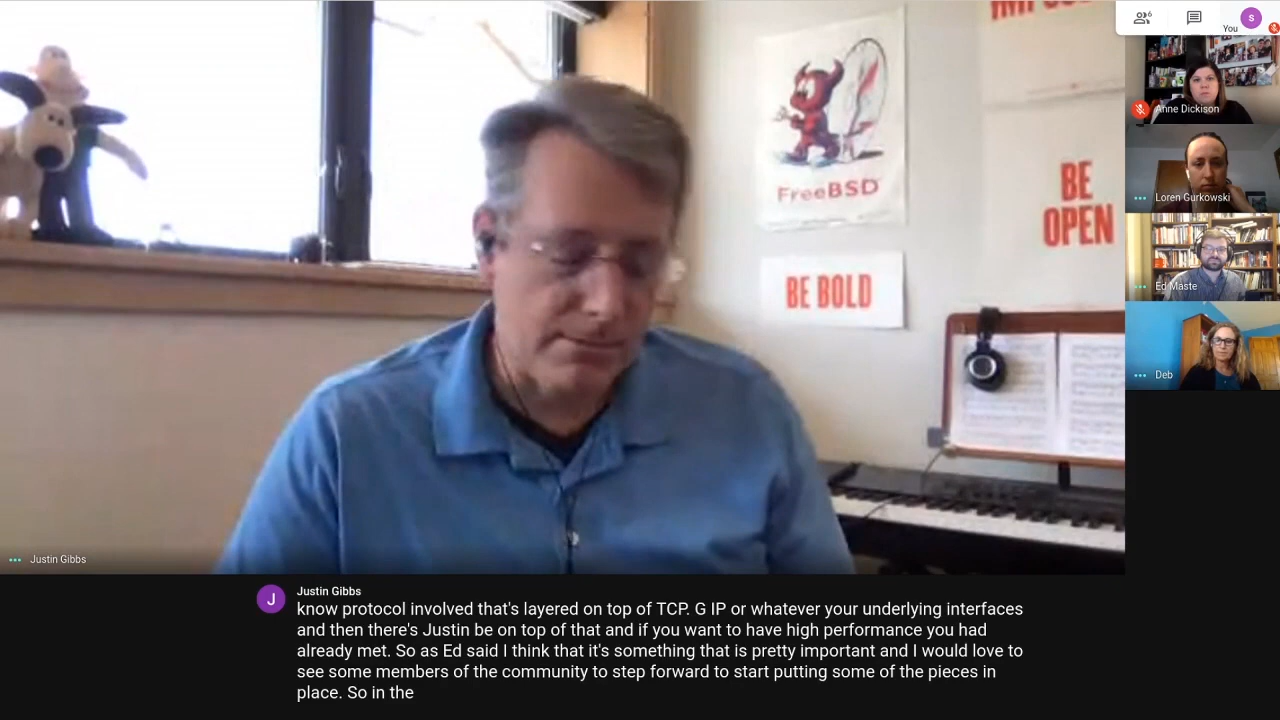 6
You
S
IMPOSS
FreeBSD
BE
OPEN
BE BOLD
Anne Dickison
Loren Gurkowski
Ed Maste
Deb
Justin Gibbs
J
Justin Gibbs
know protocol involved that's layered on top of TCP. G IP or whatever your underlying interfaces
and then there's Justin be on top of that and if you want to have high performance you had
already met. So as Ed said I think that it's something that is pretty important and I would love to
see some members of the community to step forward to start putting some of the pieces in
place. So in the